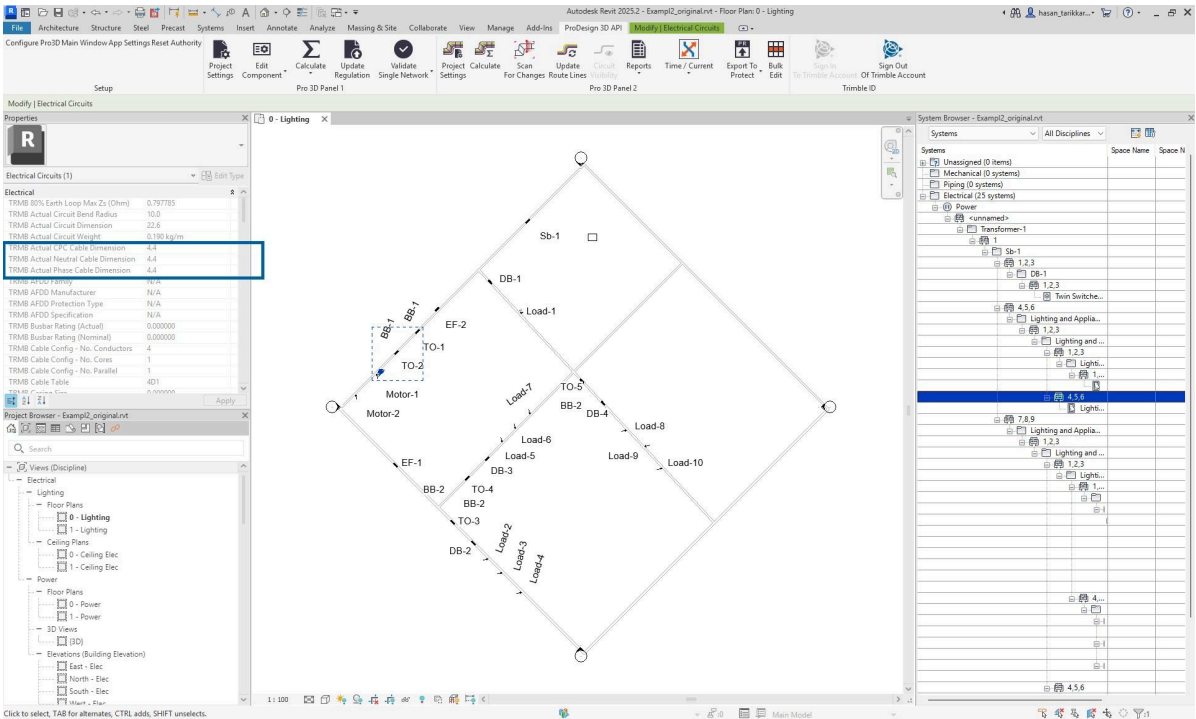 Autodesk Revit 2025.2 - Exampl2_original.rvt - Floor Plan: 0 - Lighting
hasan_tarikkar...
File Architecture Structure Steel Precast Systems Insert Annotate Analyze Massing & Site Collaborate View Manage Add-Ins ProDesign 3D API Modify | Electrical Circuits
Configure Pro3D Main Window App Settings Reset Authority
Project Settings
Edit Component
Calculate
Update Regulation
Validate Single Network
Project Settings
Calculate
Scan For Changes
Update Route Lines
Circuit Visibility
Reports
Time / Current
Export To Protect
Bulk Edit
Sign In To Trimble Account
Sign Out Of Trimble Account
Setup
Pro 3D Panel 1
Pro 3D Panel 2
Trimble ID
Modify | Electrical Circuits
Properties
R
Electrical Circuits (1)
Edit Type
Electrical
TRMB 80% Earth Loop Max Zs (Ohm) 0.797785
TRMB Actual Circuit Bend Radius 10.0
TRMB Actual Circuit Dimension 22.6
TRMB Actual Circuit Weight 0.190 kg/m
TRMB Actual CPC Cable Dimension 4.4
TRMB Actual Neutral Cable Dimension 4.4
TRMB Actual Phase Cable Dimension 4.4
TRMB AFDD Family N/A
TRMB AFDD Manufacturer N/A
TRMB AFDD Protection Type N/A
TRMB AFDD Specification N/A
TRMB Busbar Rating (Actual) 0.000000
TRMB Busbar Rating (Nominal) 0.000000
TRMB Cable Config - No. Conductors 4
TRMB Cable Config - No. Cores 1
TRMB Cable Config - No. Parallel 1
TRMB Cable Table 4D1
Apply
Project Browser - Exampl2_original.rvt
Search
Views (Discipline)
Electrical
Lighting
Floor Plans
0 - Lighting
1 - Lighting
Ceiling Plans
0 - Ceiling Elec
1 - Ceiling Elec
Power
Floor Plans
0 - Power
1 - Power
3D Views
{3D}
Elevations (Building Elevation)
East - Elec
North - Elec
South - Elec
West - Elec
0 - Lighting
Sb-1
DB-1
Load-1
BB-1
BB-1
EF-2
TO-1
TO-2
Motor-1
Motor-2
Load-7
TO-5
BB-2
DB-4
Load-6
Load-5
Load-8
Load-9
Load-10
EF-1
DB-3
BB-2
TO-4
BB-2
TO-3
DB-2
Load-2
Load-3
Load-4
1 : 100
System Browser - Exampl2_original.rvt
Systems
All Disciplines
Systems Space Name Space N
Unassigned (0 items)
Mechanical (0 systems)
Piping (0 systems)
Electrical (25 systems)
Power
<unnamed>
Transformer-1
1
Sb-1
1,2,3
DB-1
1,2,3
Twin Switche...
4,5,6
Lighting and Applia...
1,2,3
Lighting and ...
1,2,3
Lighti...
1,...
4,5,6
Lighti...
7,8,9
Lighting and Applia...
1,2,3
Lighting and ...
1,2,3
Lighti...
1,...
4,...
4,5,6
Click to select, TAB for alternates, CTRL adds, SHIFT unselects.
:0
Main Model
:1